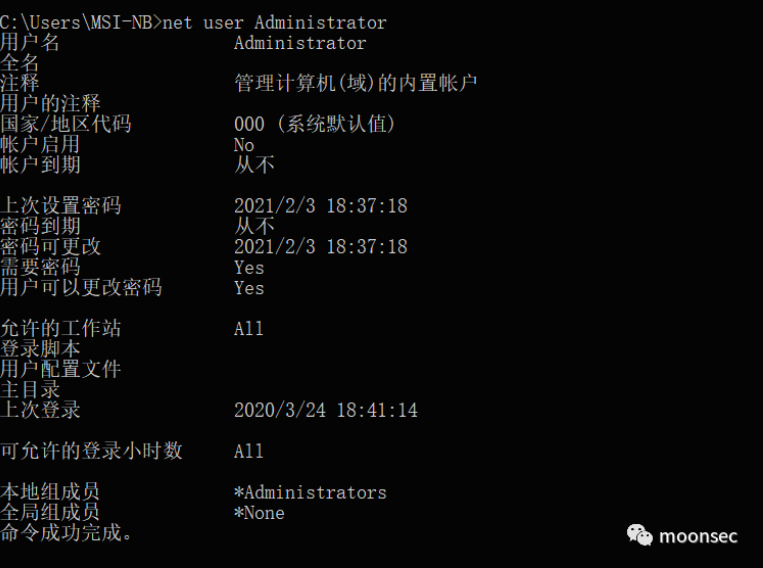 C:\Users\MSI-NB>net user Administrator
用户名 Administrator
全名
注释 管理计算机(域)的内置帐户
用户的注释
国家/地区代码 000 (系统默认值)
帐户启用 No
帐户到期 从不
上次设置密码 2021/2/3 18:37:18
密码到期 从不
密码可更改 2021/2/3 18:37:18
需要密码 Yes
用户可以更改密码 Yes
允许的工作站 All
登录脚本
用户配置文件
主目录
上次登录 2020/3/24 18:41:14
可允许的登录小时数 All
本地组成员 *Administrators
全局组成员 *None
命令成功完成。
moonsec